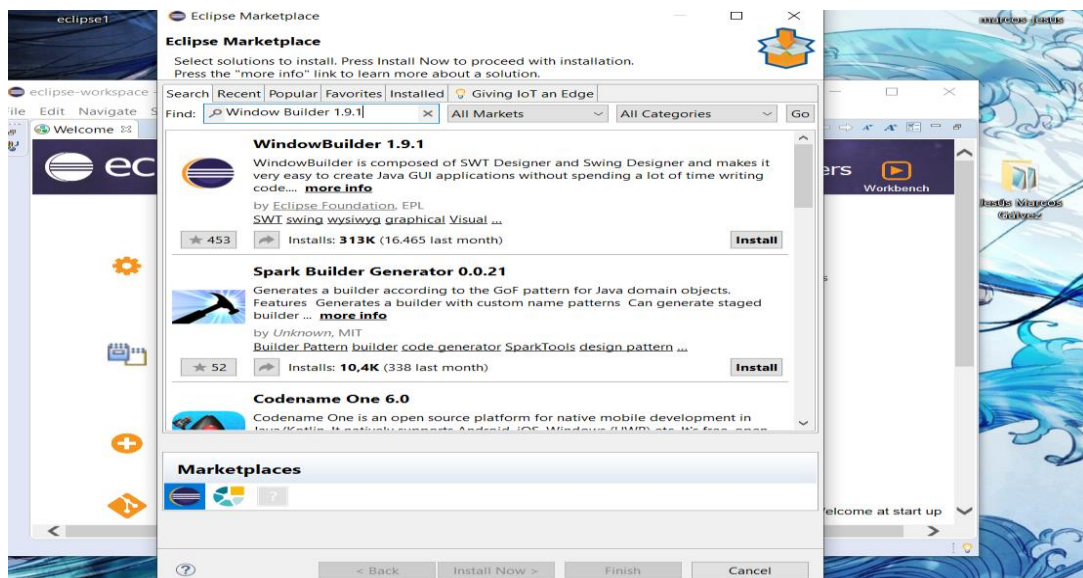 eclipse1
Eclipse Marketplace
marcus jesus
Eclipse Marketplace
Select solutions to install. Press Install Now to proceed with installation.
Press the "more info" link to learn more about a solution.
eclipse-workspace -
Search Recent Popular Favorites Installed Giving IoT an Edge
ile Edit Navigate S
Find: Window Builder 1.9.1 All Markets All Categories Go
Welcome
WindowBuilder 1.9.1
WindowBuilder is composed of SWT Designer and Swing Designer and makes it
very easy to create Java GUI applications without spending a lot of time writing
code.... more info
ec
ers
Workbench
by Eclipse Foundation, EPL
SWT swing wysiwyg graphical Visual ...
Jesús Marcos
Gálvez
453 Installs: 313K (16.465 last month) Install
Spark Builder Generator 0.0.21
Generates a builder according to the GoF pattern for Java domain objects.
Features Generates a builder with custom name patterns Can generate staged
builder ... more info
s
by Unknown, MIT
Builder Pattern builder code generator SparkTools design pattern ...
52 Installs: 10,4K (338 last month) Install
Codename One 6.0
Codename One is an open source platform for native mobile development in
Marketplaces
?
elcome at start up
? < Back Install Now > Finish Cancel